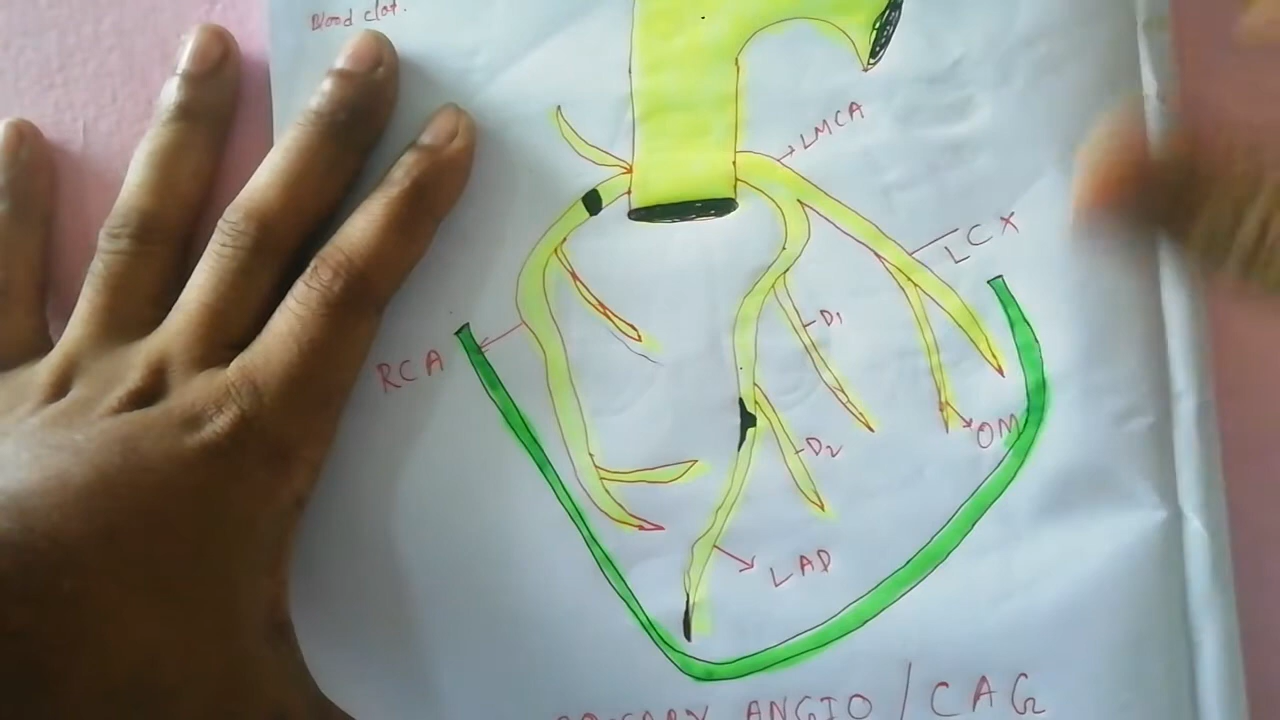 Blood clot.
LMCA
LCX
RCA
D1
OM
D2
LAD
ANGIO / CAG